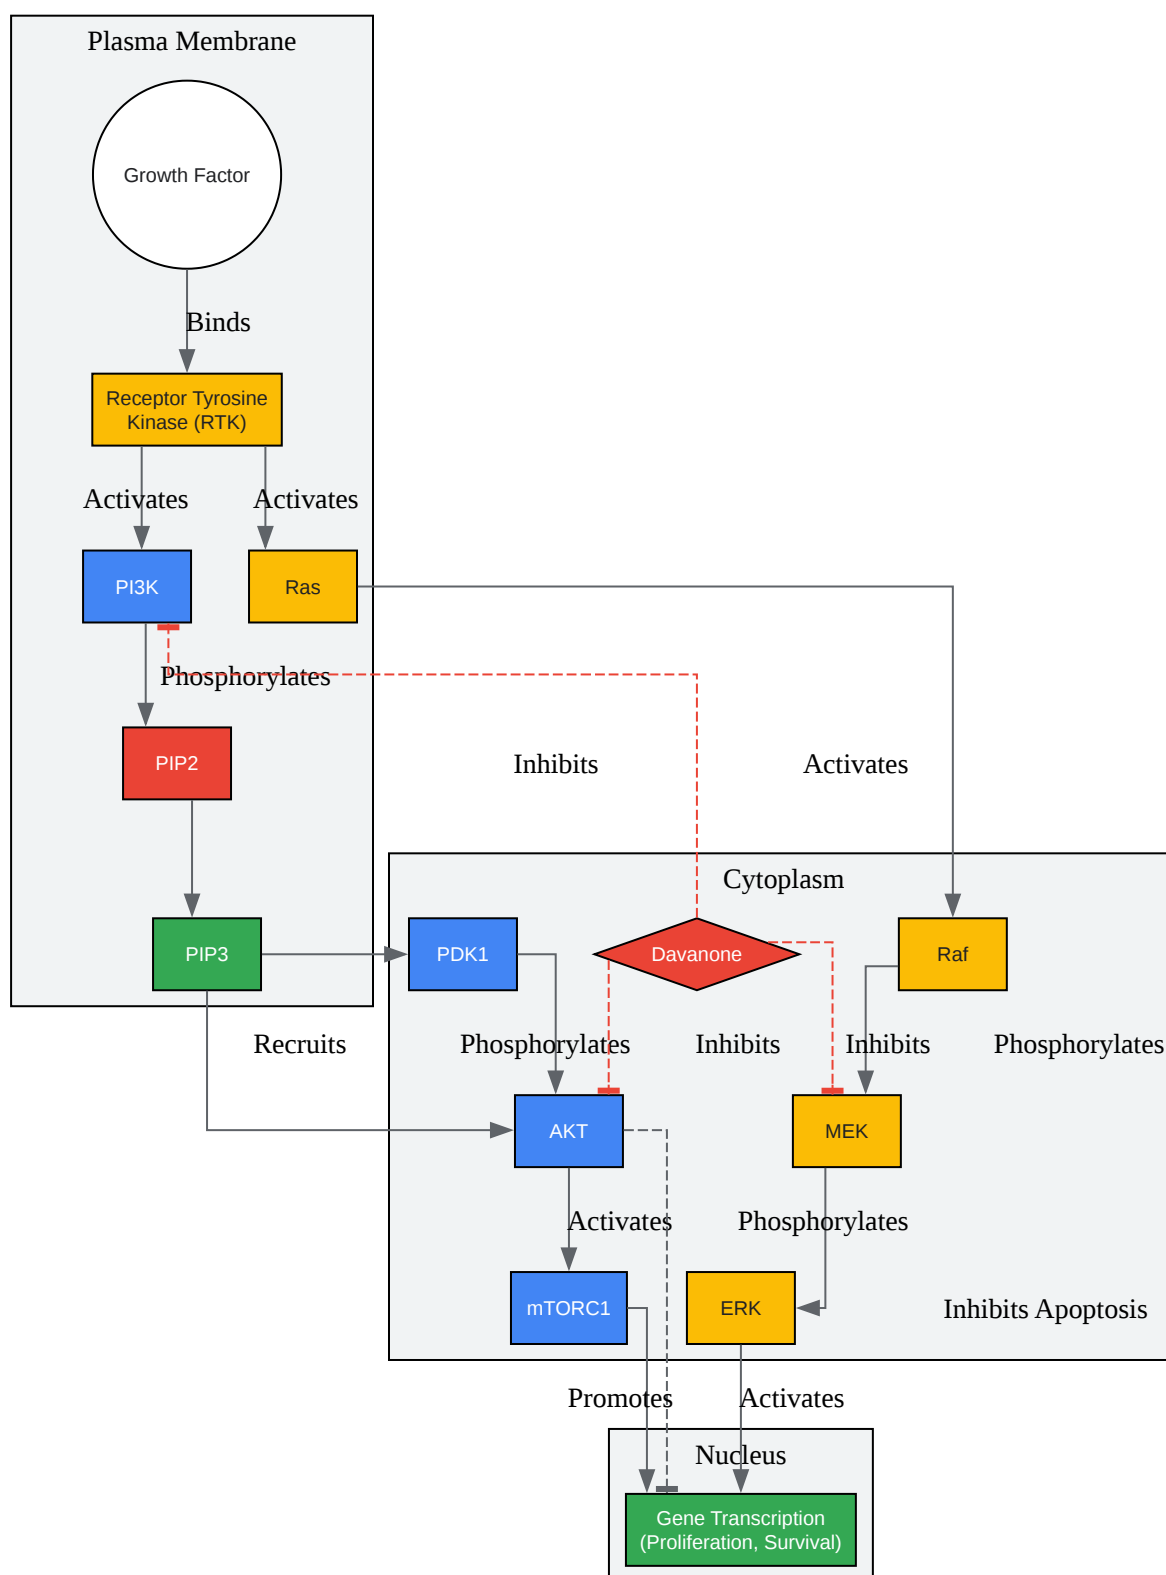 Plasma Membrane
Growth Factor
Binds
Receptor Tyrosine
Kinase (RTK)
Activates
Activates
PI3K
Ras
Phosphorylates
PIP2
Inhibits
Activates
Cytoplasm
PIP3
PDK1
Davanone
Raf
Recruits
Phosphorylates
Inhibits
Inhibits
Phosphorylates
AKT
MEK
Activates
Phosphorylates
mTORC1
ERK
Inhibits Apoptosis
Promotes
Activates
Nucleus
Gene Transcription
(Proliferation, Survival)